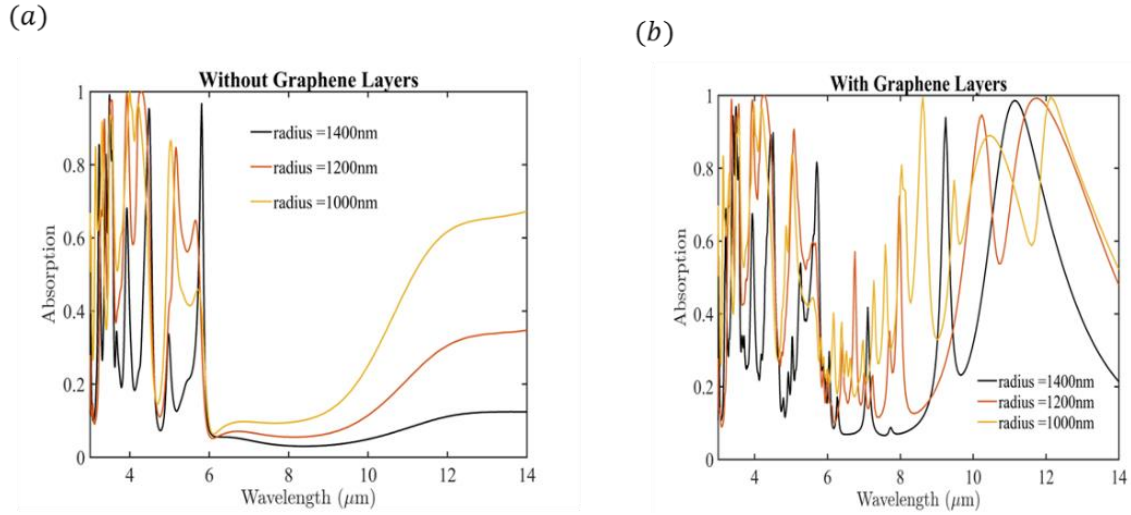 (a)
Without Graphene Layers
1
0.8
0.6
0.4
0.2
0
Absorption
radius =1400nm
radius =1200nm
radius =1000nm
4 6 8 10 12 14
Wavelength (μm)
(b)
With Graphene Layers
1
0.8
0.6
0.4
0.2
0
Absorption
radius =1400nm
radius =1200nm
radius =1000nm
4 6 8 10 12 14
Wavelength (μm)